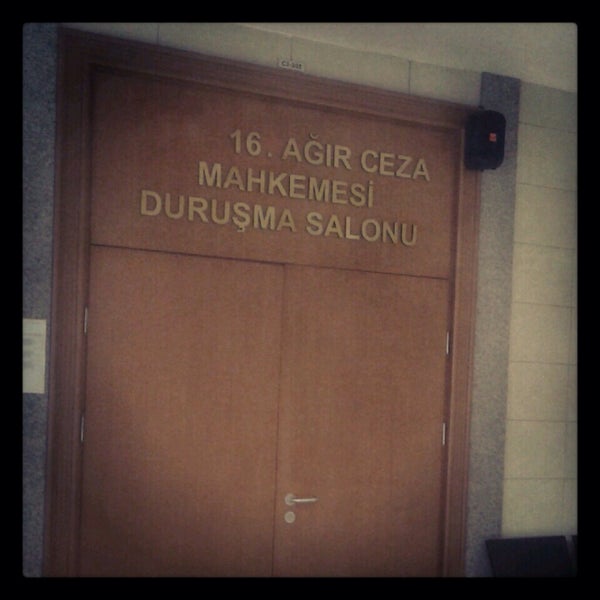 16. AĞIR CEZA
MAHKEMESİ
DURUŞMA SALONU